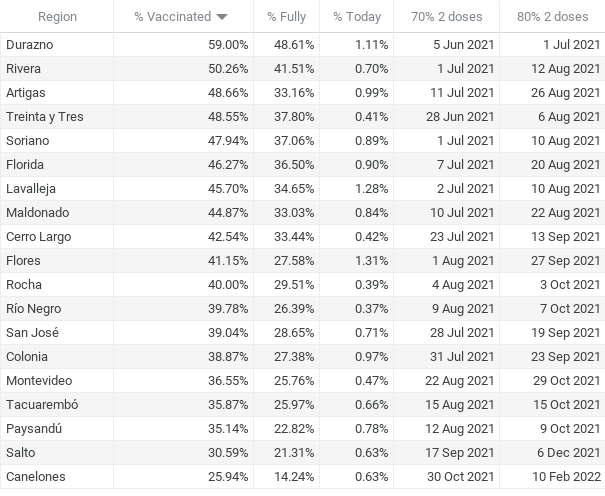 Region % Vaccinated % Fully % Today 70% 2 doses 80% 2 doses
Durazno 59.00% 48.61% 1.11% 5 Jun 2021 1 Jul 2021
Rivera 50.26% 41.51% 0.70% 1 Jul 2021 12 Aug 2021
Artigas 48.66% 33.16% 0.99% 11 Jul 2021 26 Aug 2021
Treinta y Tres 48.55% 37.80% 0.41% 28 Jun 2021 6 Aug 2021
Soriano 47.94% 37.06% 0.89% 1 Jul 2021 10 Aug 2021
Florida 46.27% 36.50% 0.90% 7 Jul 2021 20 Aug 2021
Lavalleja 45.70% 34.65% 1.28% 2 Jul 2021 10 Aug 2021
Maldonado 44.87% 33.03% 0.84% 10 Jul 2021 22 Aug 2021
Cerro Largo 42.54% 33.44% 0.42% 23 Jul 2021 13 Sep 2021
Flores 41.15% 27.58% 1.31% 1 Aug 2021 27 Sep 2021
Rocha 40.00% 29.51% 0.39% 4 Aug 2021 3 Oct 2021
Río Negro 39.78% 26.39% 0.37% 9 Aug 2021 7 Oct 2021
San José 39.04% 28.65% 0.71% 28 Jul 2021 19 Sep 2021
Colonia 38.87% 27.38% 0.97% 31 Jul 2021 23 Sep 2021
Montevideo 36.55% 25.76% 0.47% 22 Aug 2021 29 Oct 2021
Tacuarembó 35.87% 25.97% 0.66% 15 Aug 2021 15 Oct 2021
Paysandú 35.14% 22.82% 0.78% 12 Aug 2021 9 Oct 2021
Salto 30.59% 21.31% 0.63% 17 Sep 2021 6 Dec 2021
Canelones 25.94% 14.24% 0.63% 30 Oct 2021 10 Feb 2022